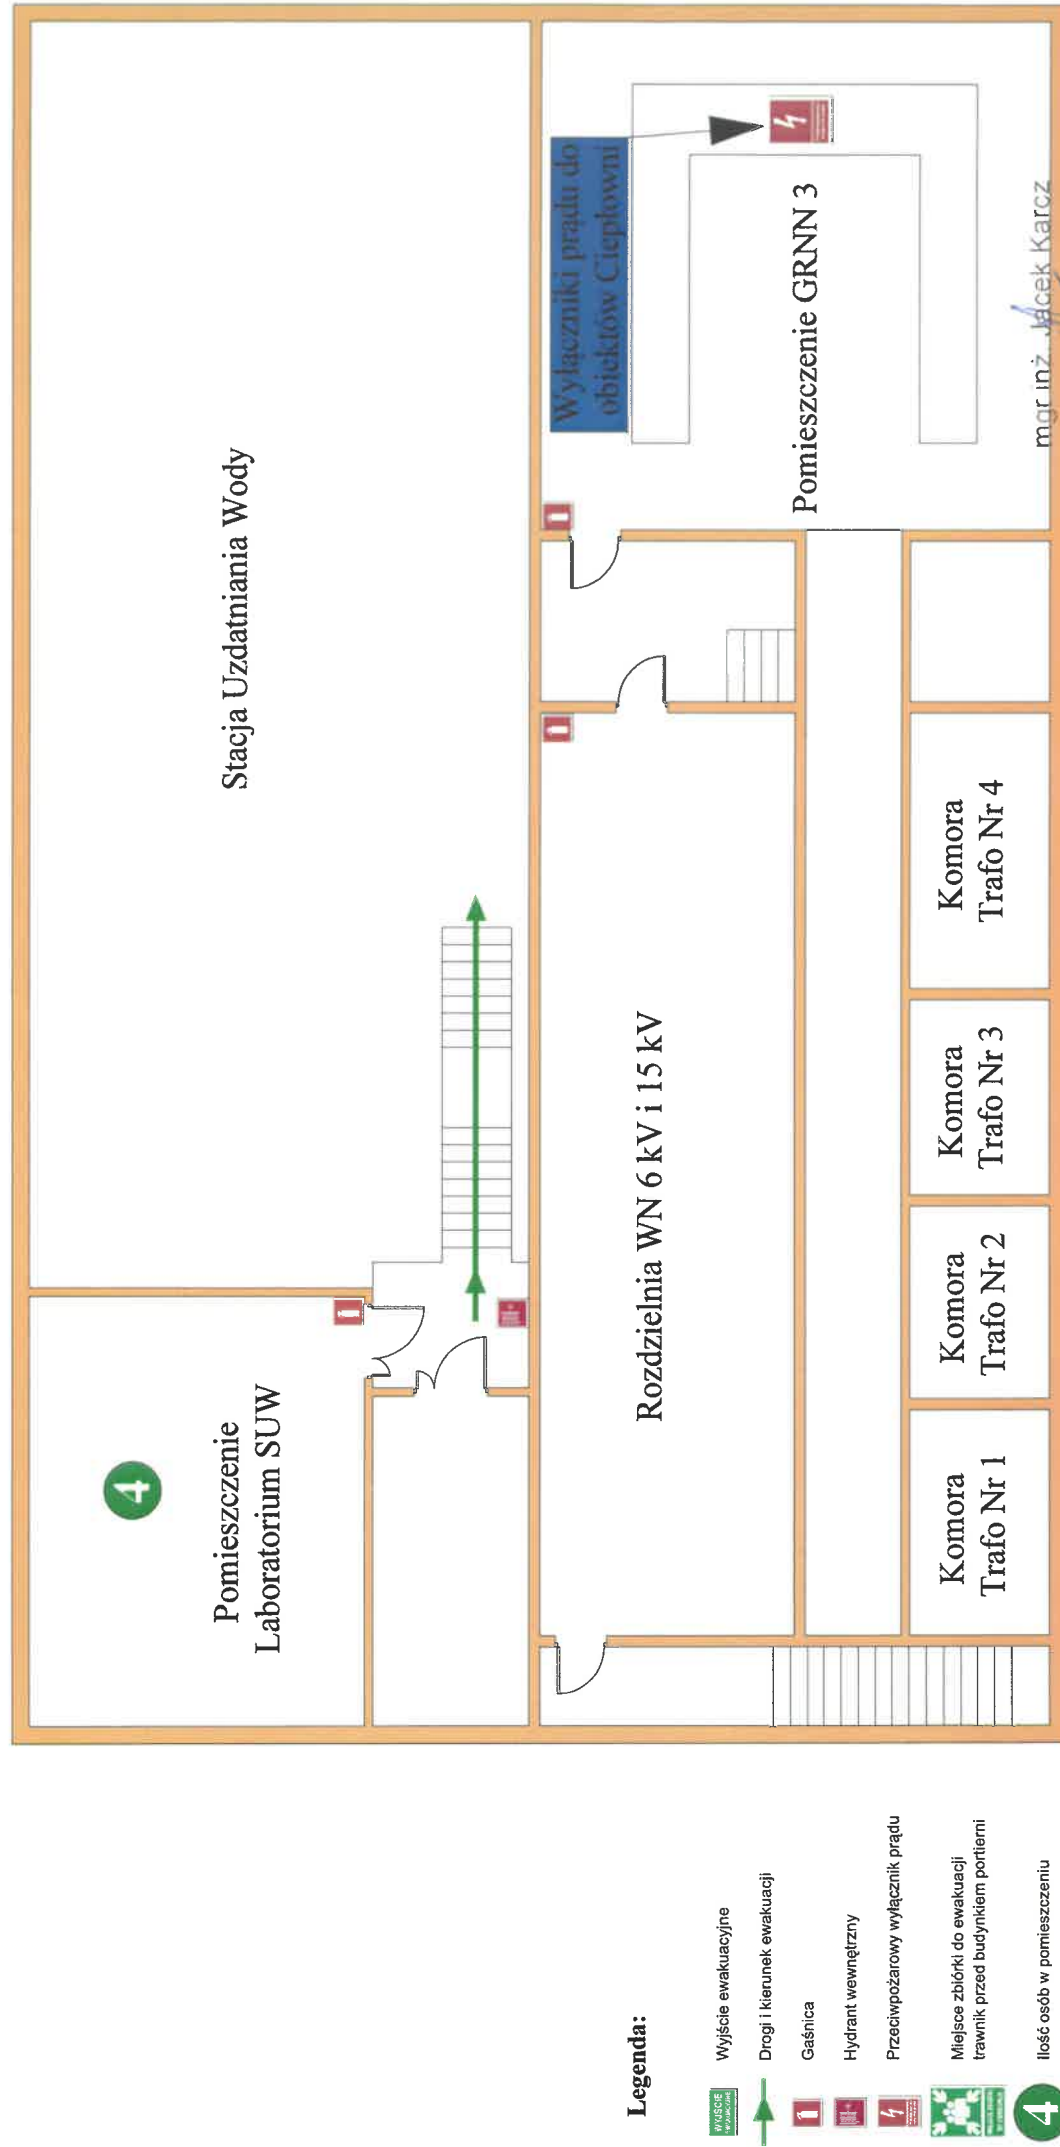 Stacja Uzdatniania Wody
4
Pomieszczenie
Laboratorium SUW
Wyłączniki prądu do
obiektów Ciepłowni
Pomieszczenie GRNN 3
Rozdzielnia WN 6 kV i 15 kV
Komora
Trafo Nr 1
Komora
Trafo Nr 2
Komora
Trafo Nr 3
Komora
Trafo Nr 4
mgr inż. Jacek Karcz
Legenda:
WYJŚCIE
EWAKUACYJNE
Wyjście ewakuacyjne
Drogi i kierunek ewakuacji
Gaśnica
Hydrant wewnętrzny
Przeciwpożarowy wyłącznik prądu
Miejsce zbiórki do ewakuacji
trawnik przed budynkiem portierni
4
Ilość osób w pomieszczeniu